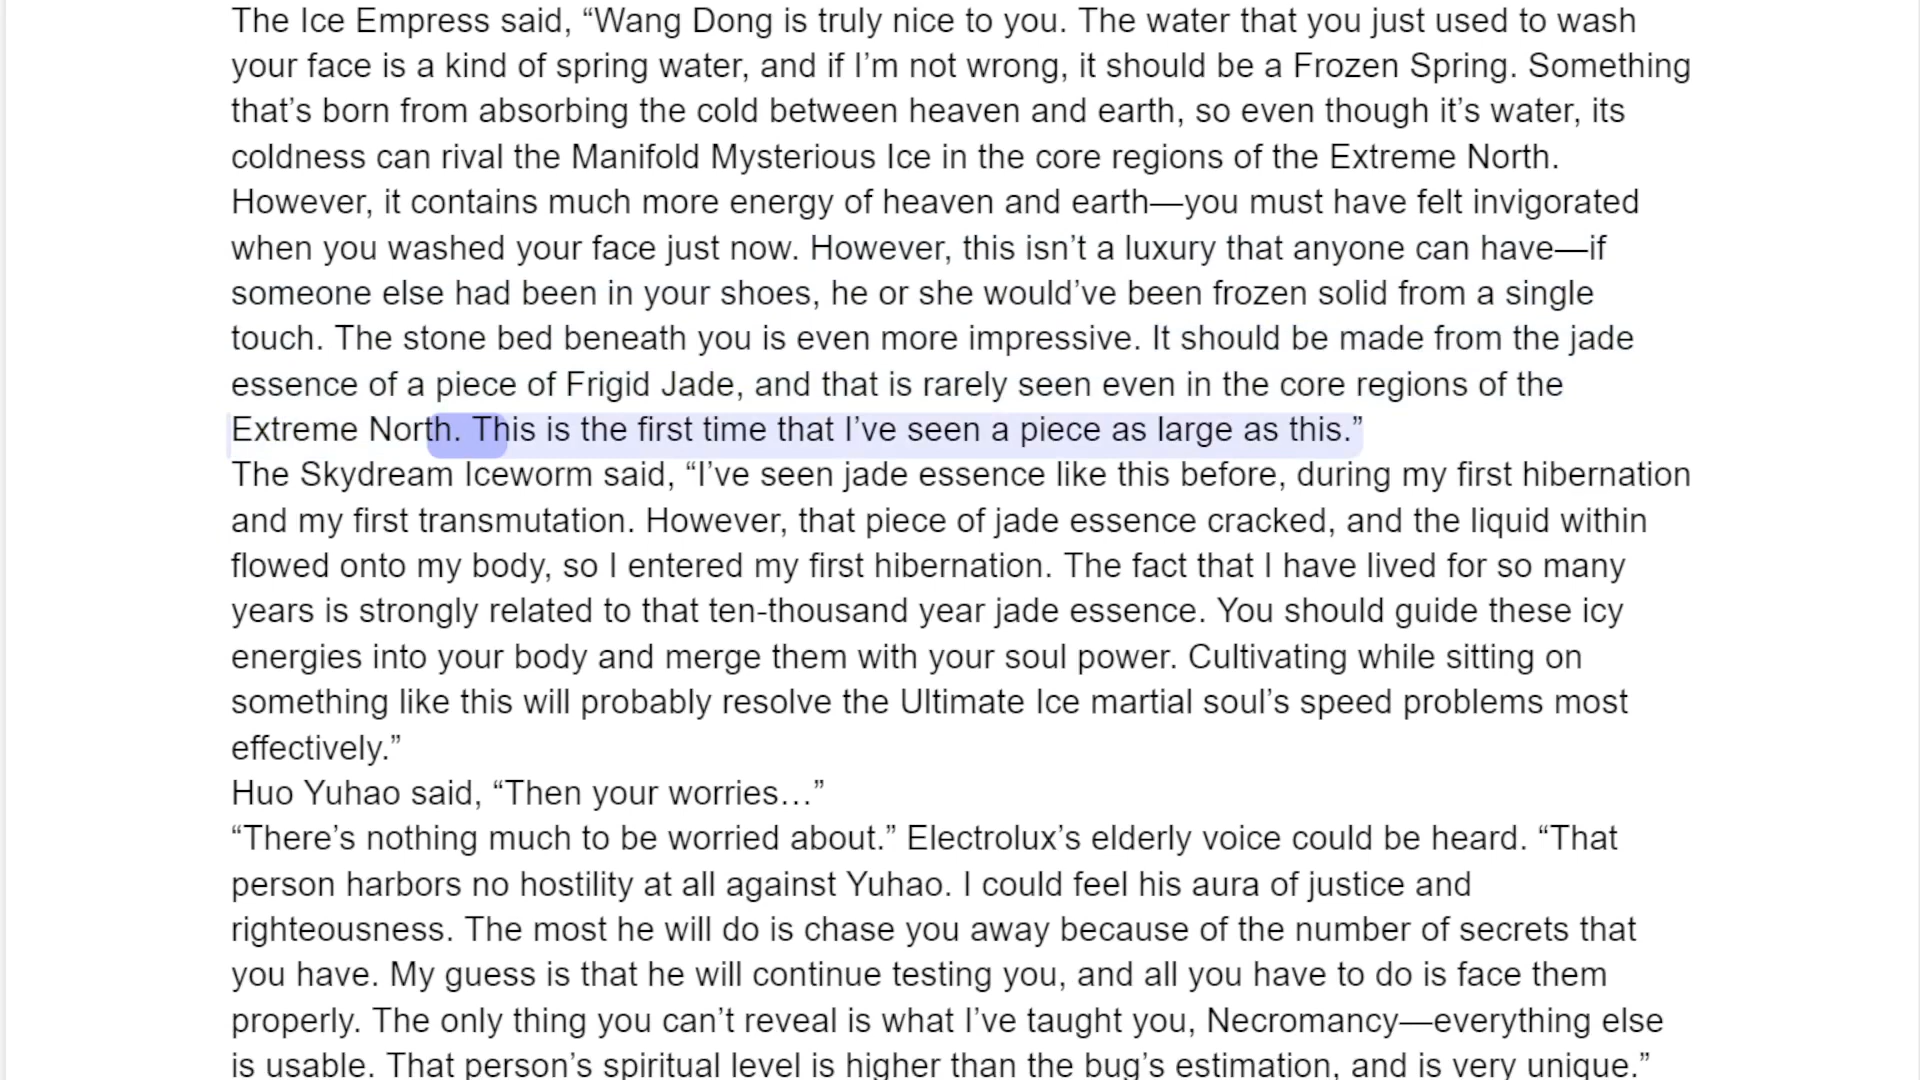 The Ice Empress said, “Wang Dong is truly nice to you. The water that you just used to wash
your face is a kind of spring water, and if I’m not wrong, it should be a Frozen Spring. Something
that’s born from absorbing the cold between heaven and earth, so even though it’s water, its
coldness can rival the Manifold Mysterious Ice in the core regions of the Extreme North.
However, it contains much more energy of heaven and earth—you must have felt invigorated
when you washed your face just now. However, this isn’t a luxury that anyone can have—if
someone else had been in your shoes, he or she would’ve been frozen solid from a single
touch. The stone bed beneath you is even more impressive. It should be made from the jade
essence of a piece of Frigid Jade, and that is rarely seen even in the core regions of the
Extreme North. This is the first time that I’ve seen a piece as large as this.”
The Skydream Iceworm said, “I’ve seen jade essence like this before, during my first hibernation
and my first transmutation. However, that piece of jade essence cracked, and the liquid within
flowed onto my body, so I entered my first hibernation. The fact that I have lived for so many
years is strongly related to that ten-thousand year jade essence. You should guide these icy
energies into your body and merge them with your soul power. Cultivating while sitting on
something like this will probably resolve the Ultimate Ice martial soul’s speed problems most
effectively.”
Huo Yuhao said, “Then your worries…”
“There’s nothing much to be worried about.” Electrolux’s elderly voice could be heard. “That
person harbors no hostility at all against Yuhao. I could feel his aura of justice and
righteousness. The most he will do is chase you away because of the number of secrets that
you have. My guess is that he will continue testing you, and all you have to do is face them
properly. The only thing you can’t reveal is what I’ve taught you, Necromancy—everything else
is usable. That person’s spiritual level is higher than the bug’s estimation, and is very unique.”